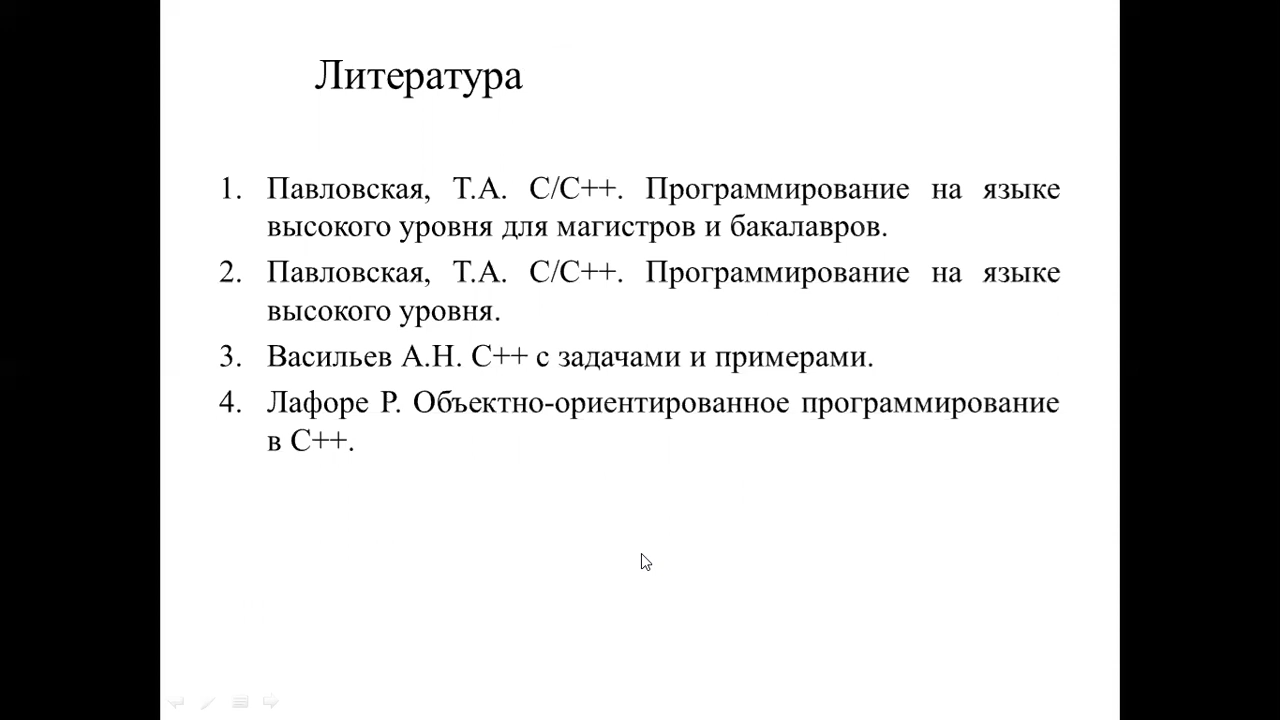 Литература
1. Павловская, Т.А. С/С++. Программирование на языке
высокого уровня для магистров и бакалавров.
2. Павловская, Т.А. С/С++. Программирование на языке
высокого уровня.
3. Васильев А.Н. С++ с задачами и примерами.
4. Лафоре Р. Объектно-ориентированное программирование
в С++.